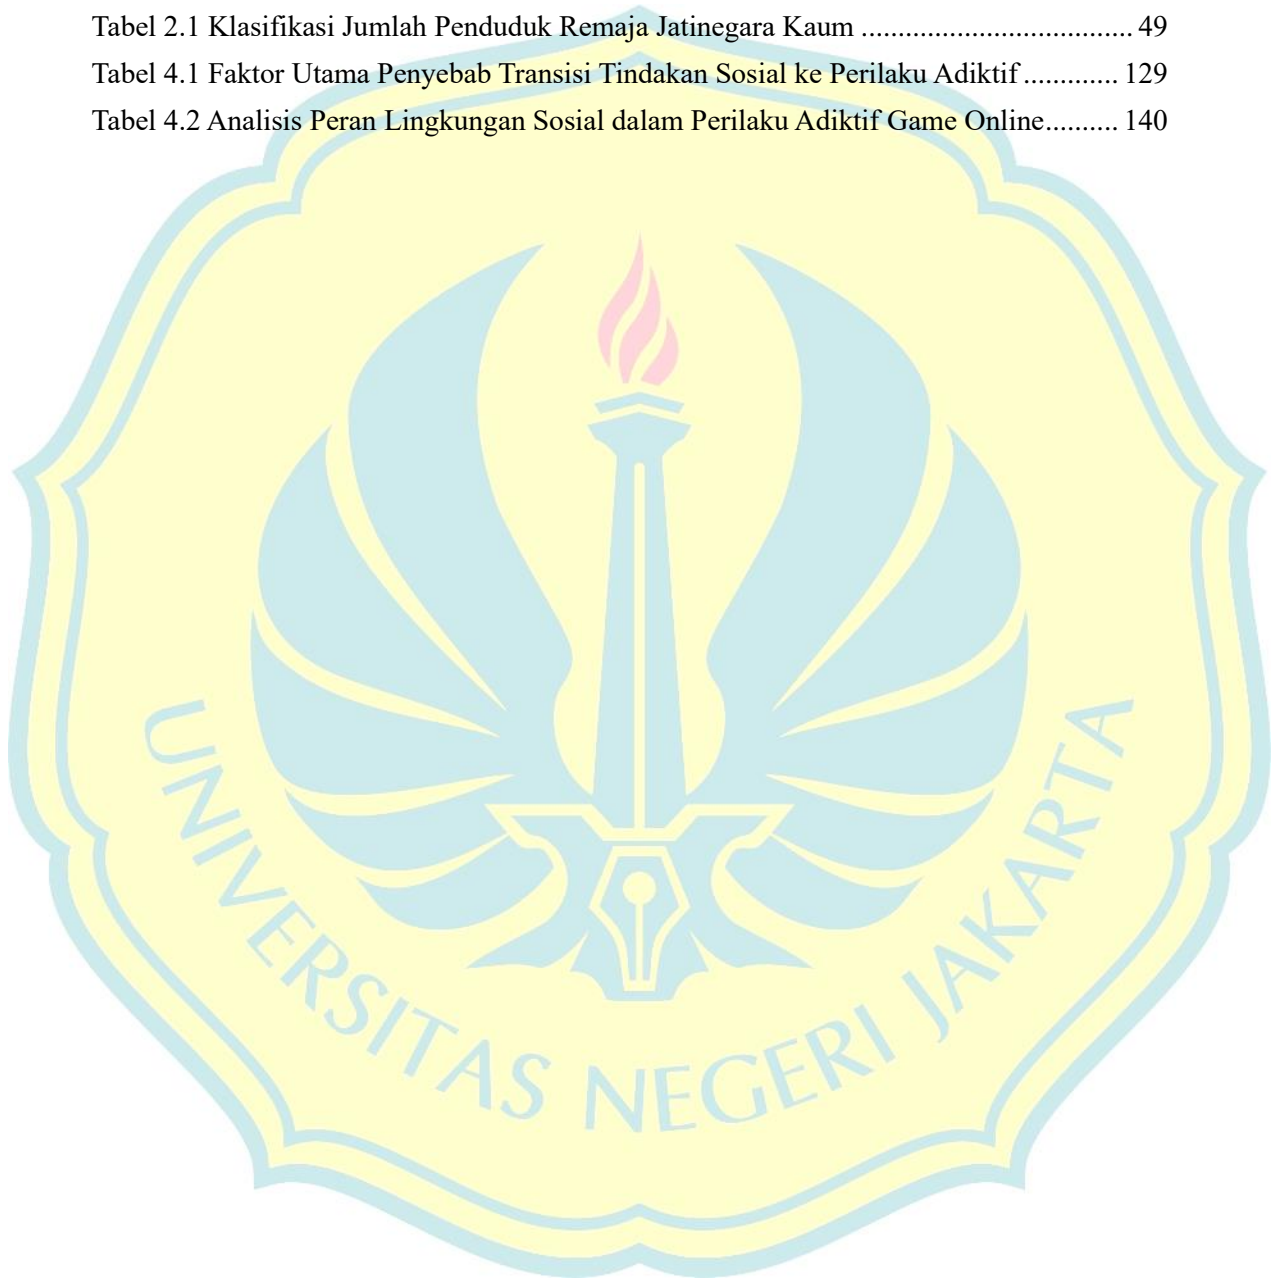 Tabel 2.1 Klasifikasi Jumlah Penduduk Remaja Jatinegara Kaum .................................... 49
Tabel 4.1 Faktor Utama Penyebab Transisi Tindakan Sosial ke Perilaku Adiktif ............. 129
Tabel 4.2 Analisis Peran Lingkungan Sosial dalam Perilaku Adiktif Game Online.......... 140
UNIVERSITAS NEGERI JAKARTA